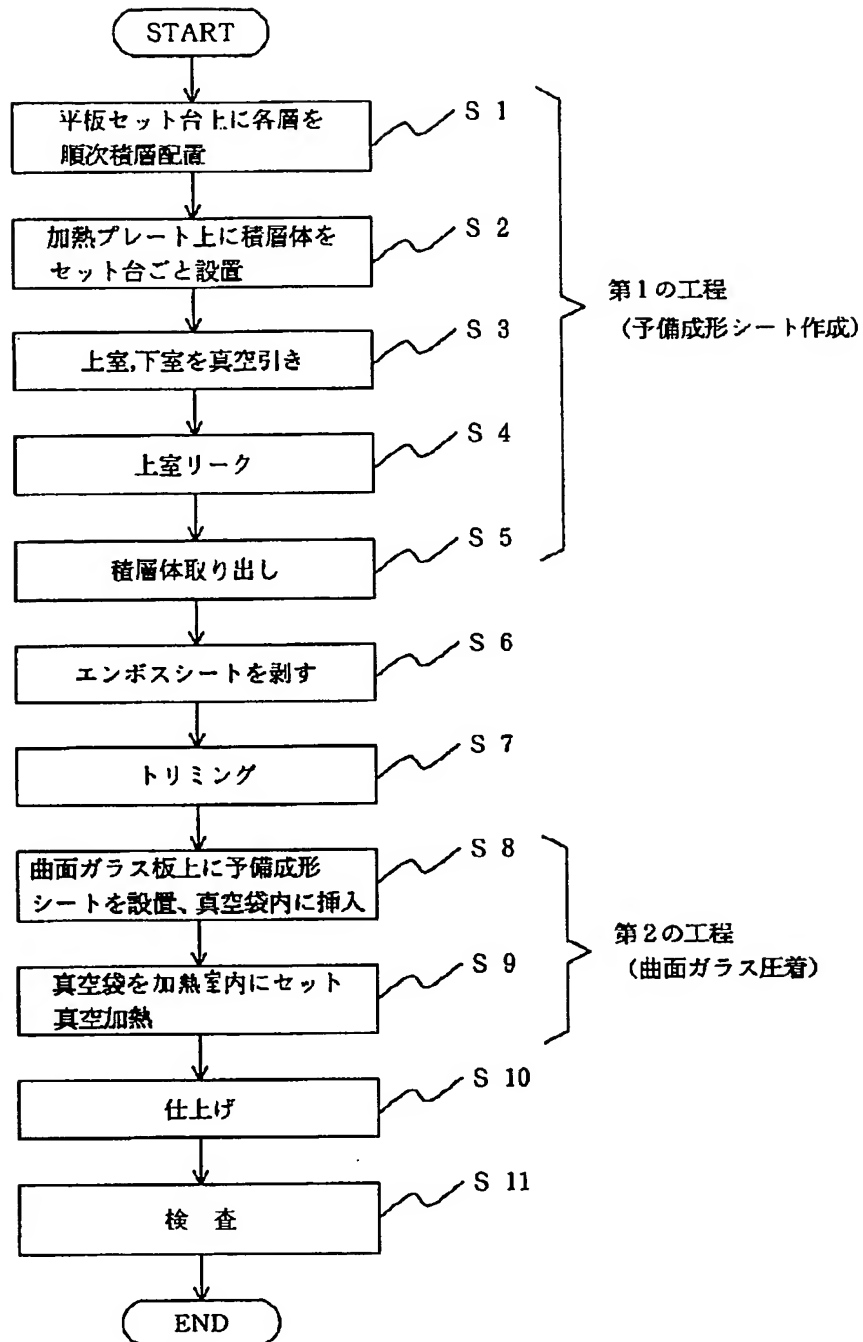 START
平板セット台上に各層を
順次積層配置
S 1
加熱プレート上に積層体を
セット台ごと設置
S 2
上室,下室を真空引き
S 3
上室リーク
S 4
積層体取り出し
S 5
第1の工程
(予備成形シート作成)
エンボスシートを剥す
S 6
トリミング
S 7
曲面ガラス板上に予備成形
シートを設置、真空袋内に挿入
S 8
真空袋を加熱室内にセット
真空加熱
S 9
第2の工程
(曲面ガラス圧着)
仕上げ
S 10
検 査
S 11
END